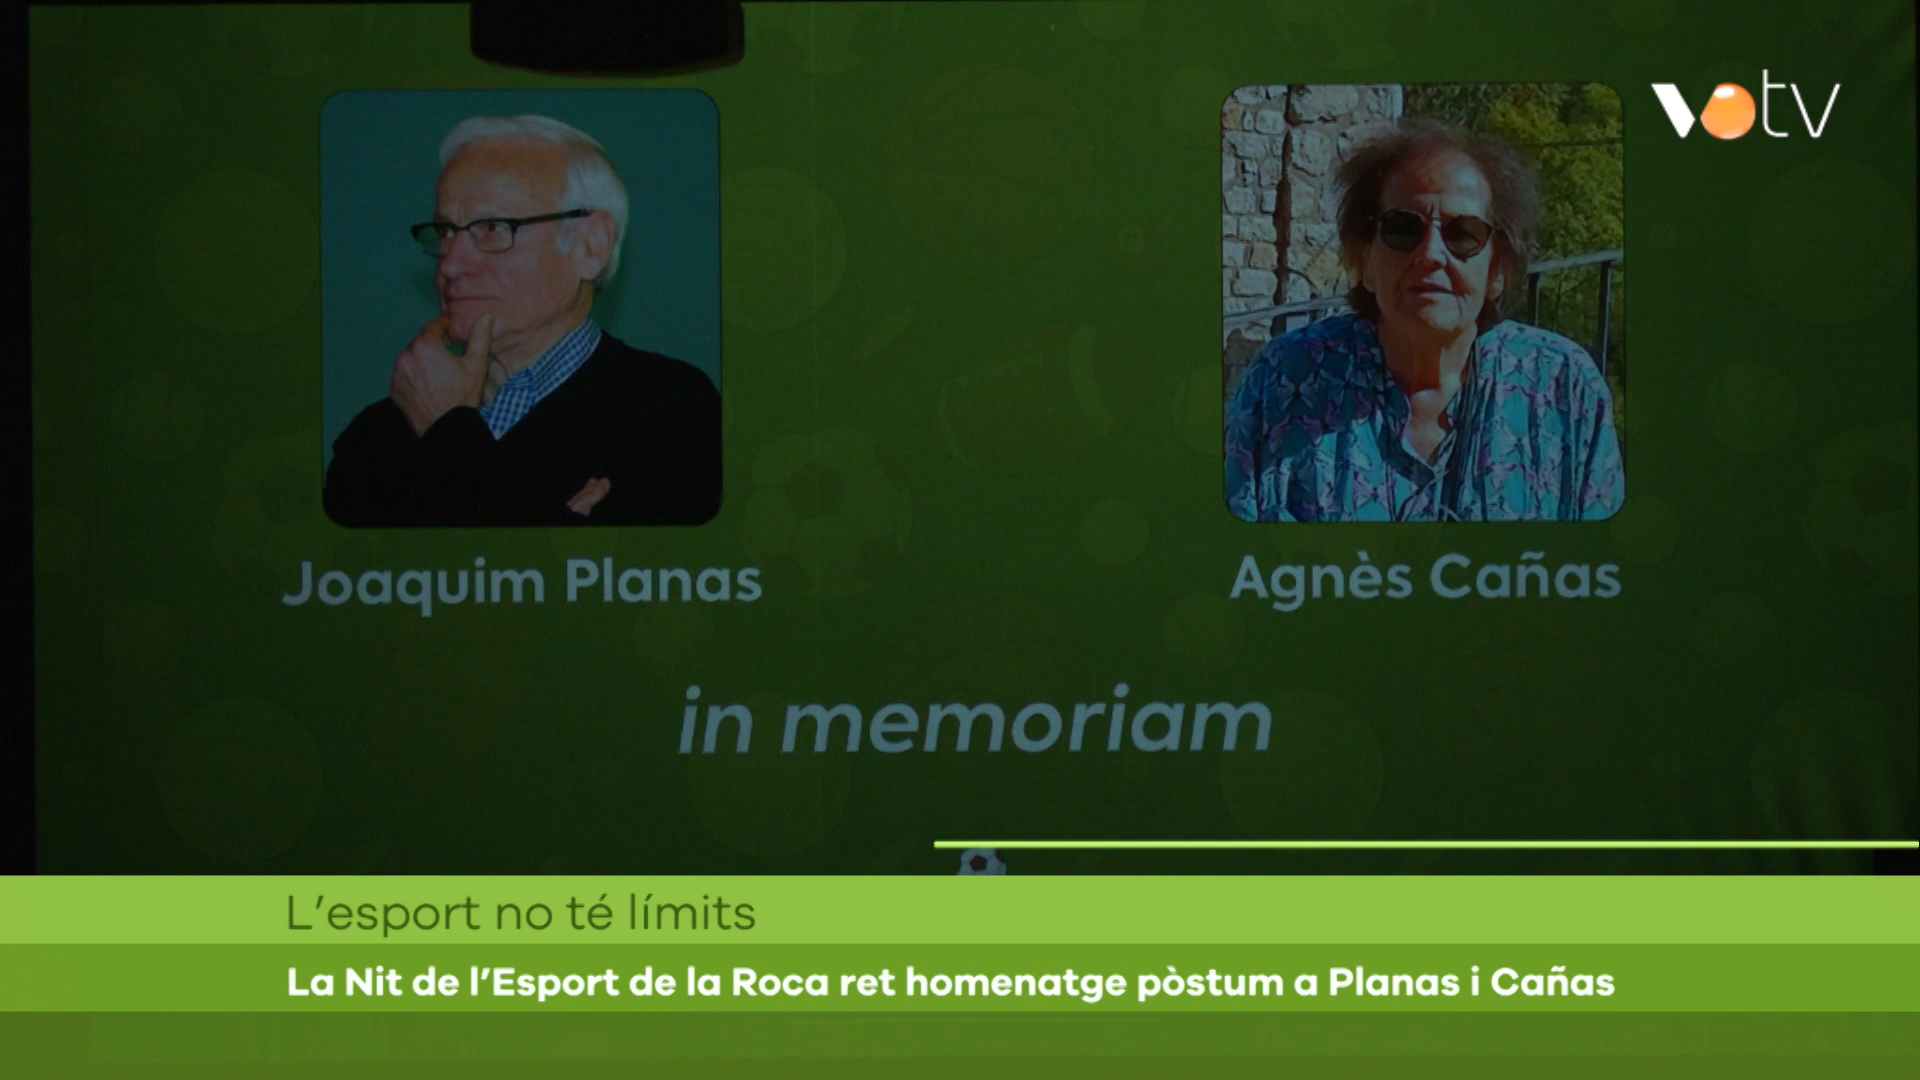 votv
Joaquim Planas
Agnès Cañas
in memoriam
L'esport no té límits
La Nit de l'Esport de la Roca ret homenatge pòstum a Planas i Cañas